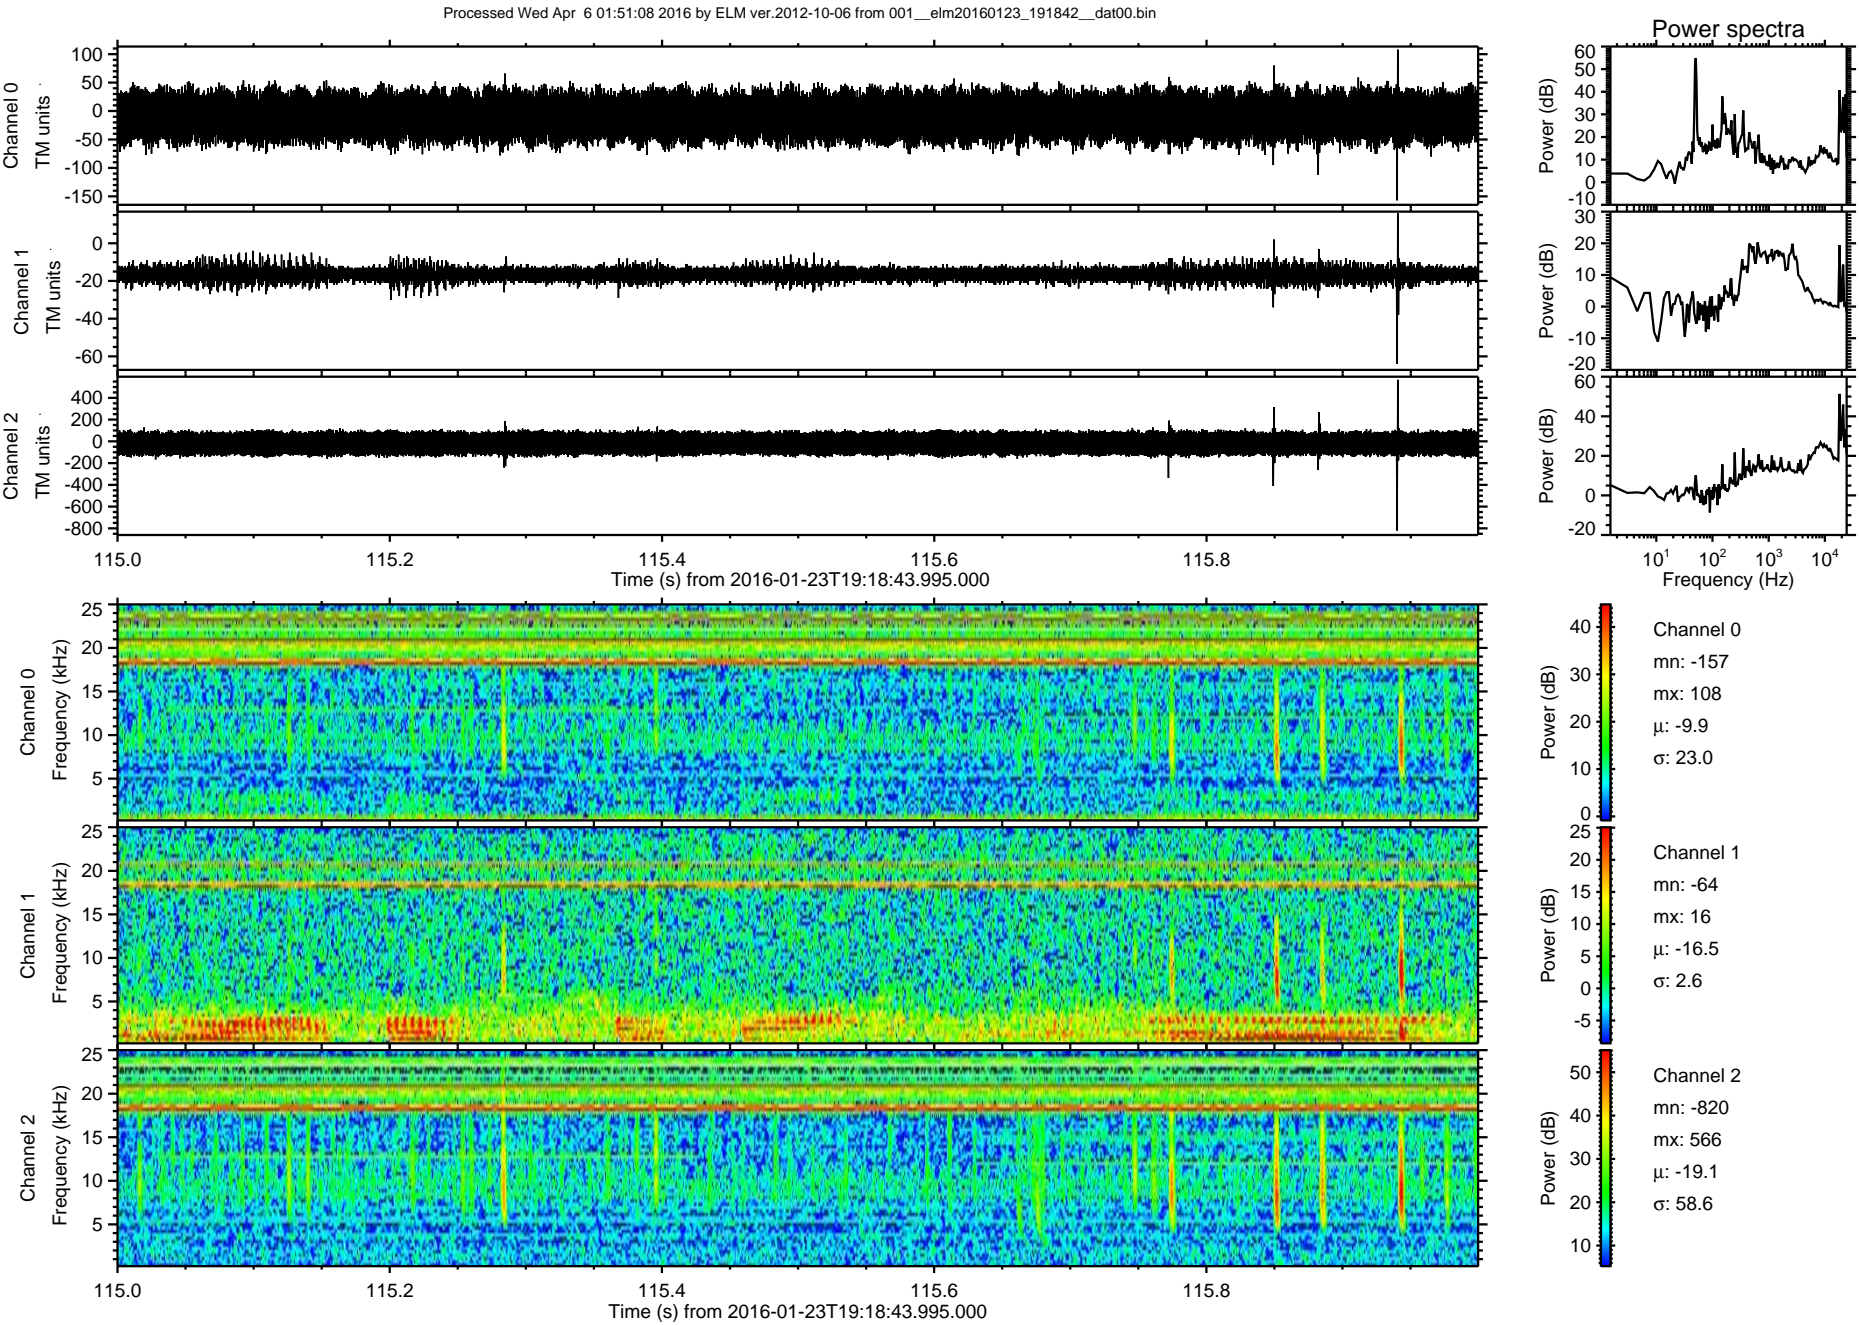 Processed Wed Apr  6 01:51:08 2016 by ELM ver.2012-10-06 from 001__elm20160123_191842__dat00.bin
Power spectra
Channel 0
TM units
100
50
0
-50
-100
-150
Power (dB)
60
50
40
30
20
10
0
-10
Channel 1
TM units
0
-20
-40
-60
Power (dB)
30
20
10
0
-10
-20
Channel 2
TM units
400
200
0
-200
-400
-600
-800
Power (dB)
60
40
20
0
-20
115.0 115.2 115.4 115.6 115.8
Time (s) from 2016-01-23T19:18:43.995.000
10¹ 10² 10³ 10⁴
Frequency (Hz)
Channel 0
Frequency (kHz)
25
20
15
10
5
Power (dB)
40
30
20
10
0
Channel 0
mn: -157
mx: 108
μ: -9.9
σ: 23.0
Channel 1
Frequency (kHz)
25
20
15
10
5
Power (dB)
25
20
15
10
5
0
-5
Channel 1
mn: -64
mx: 16
μ: -16.5
σ: 2.6
Channel 2
Frequency (kHz)
25
20
15
10
5
Power (dB)
50
40
30
20
10
Channel 2
mn: -820
mx: 566
μ: -19.1
σ: 58.6
115.0 115.2 115.4 115.6 115.8
Time (s) from 2016-01-23T19:18:43.995.000